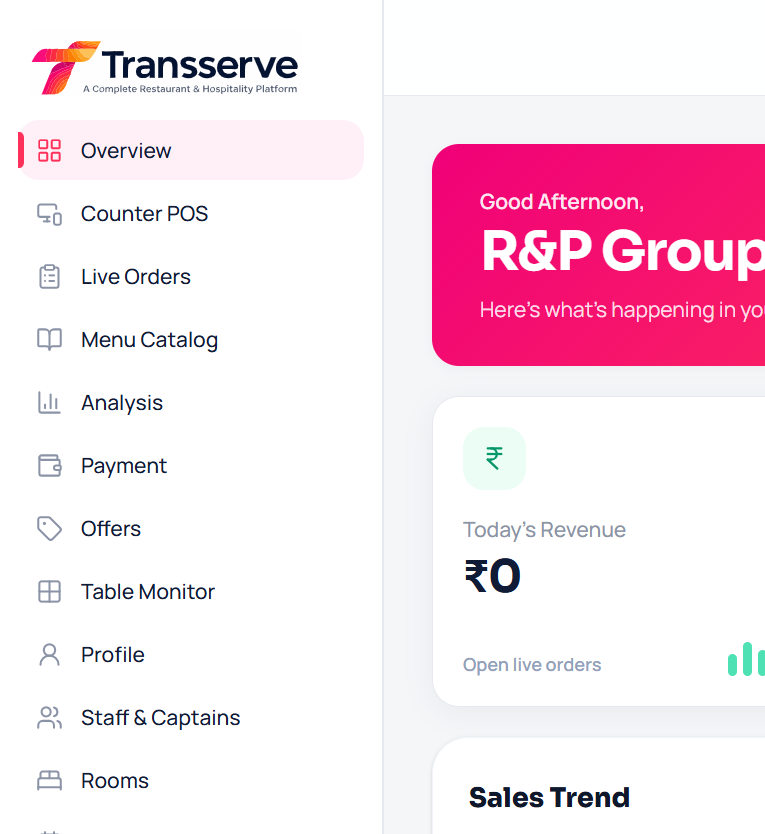 Transserve
A Complete Restaurant & Hospitality Platform
Overview
Counter POS
Live Orders
Menu Catalog
Analysis
Payment
Offers
Table Monitor
Profile
Staff & Captains
Rooms
Good Afternoon,
R&P Group
Here's what's happening in
₹
Today's Revenue
₹0
Open live orders
Sales Trend